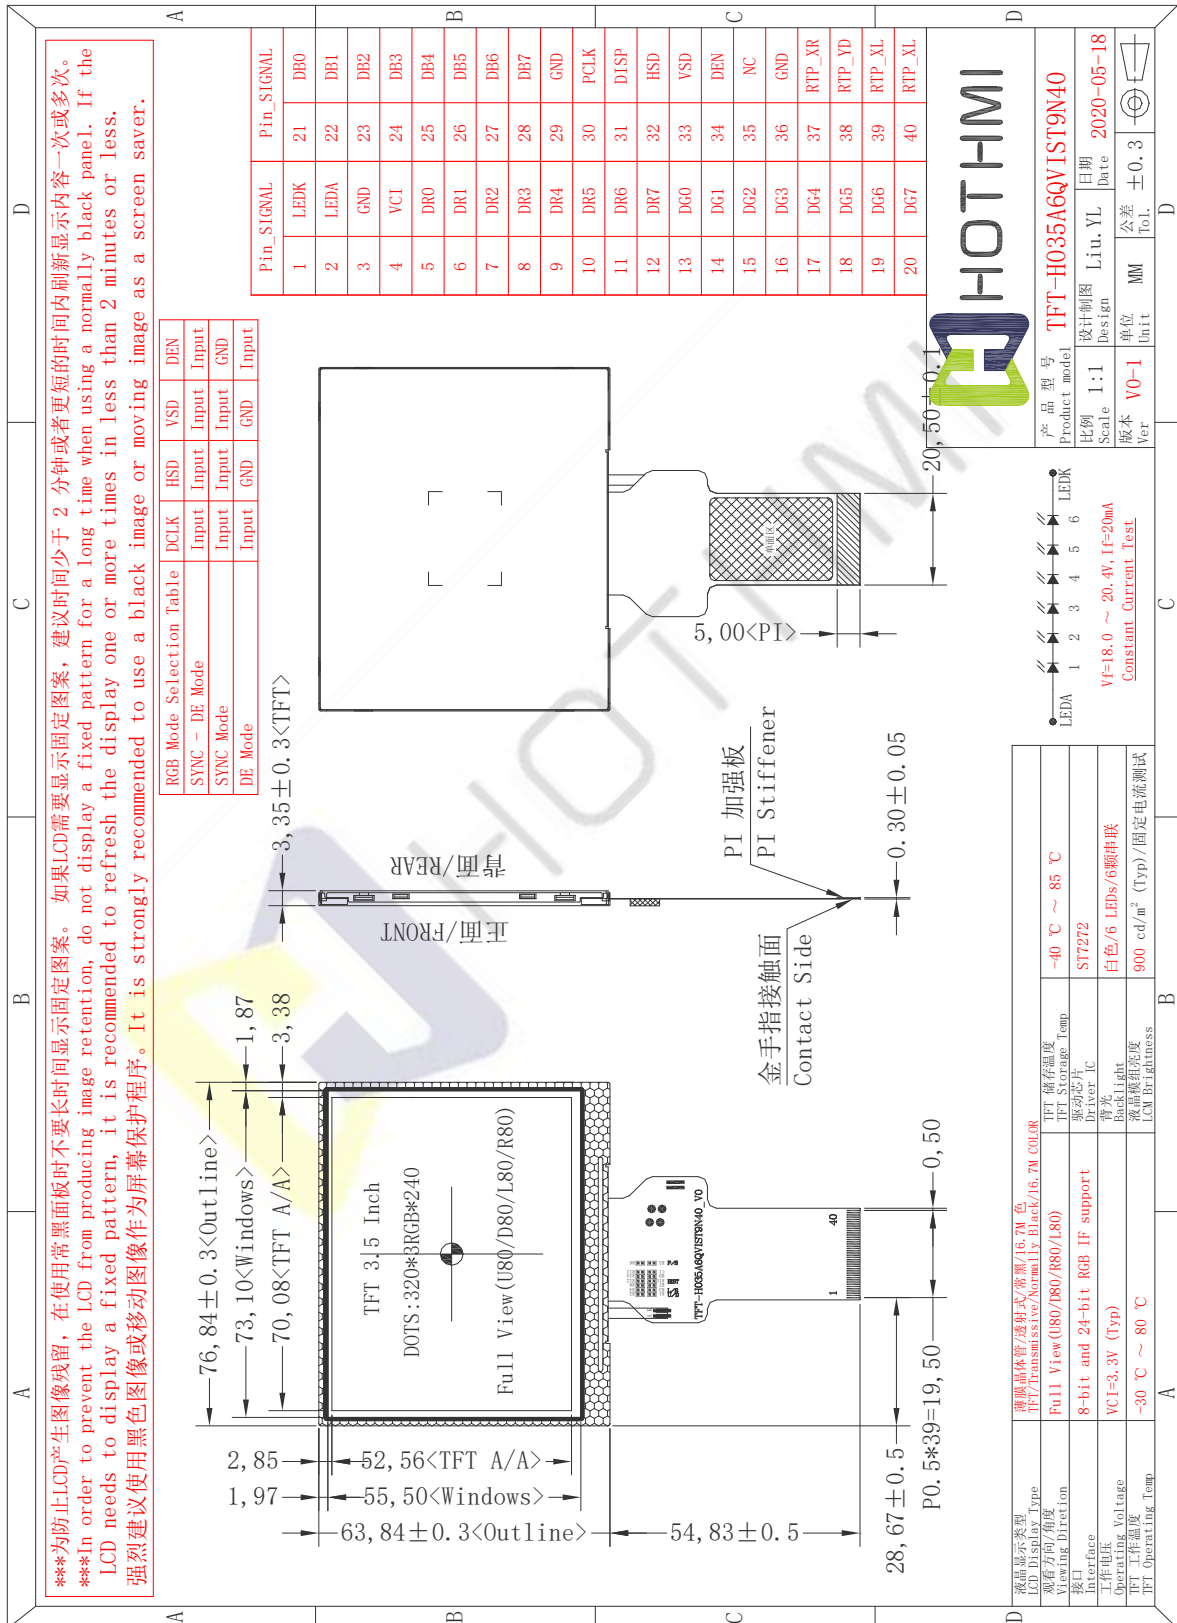 ***为防止LCD产生图像残留，在使用常黑面板时不要长时间显示固定图案。 如果LCD需要显示固定图案，建议时间少于 2 分钟或者更短的时间内刷新显示内容一次或多次。
***In order to prevent the LCD from producing image retention, do not display a fixed pattern for a long time when using a normally black panel. If the
LCD needs to display a fixed pattern, it is recommended to refresh the display one or more times in less than 2 minutes or less.
强烈建议使用黑色图像或移动图像作为屏幕保护程序。It is strongly recommended to use a black image or moving image as a screen saver.
RGB Mode Selection Table DCLK HSD VSD DEN
SYNC - DE Mode Input Input Input Input
SYNC Mode Input Input Input GND
DE Mode Input GND GND Input
Pin_SIGNAL Pin_SIGNAL
1 LEDK 21 DB0
2 LEDA 22 DB1
3 GND 23 DB2
4 VCI 24 DB3
5 DR0 25 DB4
6 DR1 26 DB5
7 DR2 27 DB6
8 DR3 28 DB7
9 DR4 29 GND
10 DR5 30 PCLK
11 DR6 31 DISP
12 DR7 32 HSD
13 DG0 33 VSD
14 DG1 34 DEN
15 DG2 35 NC
16 DG3 36 GND
17 DG4 37 RTP_XR
18 DG5 38 RTP_YD
19 DG6 39 RTP_XL
20 DG7 40 RTP_XL
76,84±0.3<Outline>
73,10<Windows>
70,08<TFT A/A>
1,87
3,38
3,35±0.3<TFT>
2,85
1,97
52,56<TFT A/A>
55,50<Windows>
63,84±0.3<Outline>
54,83±0.5
TFT 3.5 Inch
DOTS:320*3RGB*240
Full View(U80/D80/L80/R80)
正面/FRONT
背面/REAR
TFT-H035A6QVIST9N40_V0
1
40
28,67±0.5
P0.5*39=19,50
0,50
金手指接触面
Contact Side
PI 加强板
PI Stiffener
0.30±0.05
5,00<PI>
20,50±0.1
单面区
HOTHMI
LEDA
1 2 3 4 5 6
LEDK
Vf=18.0 ～ 20.4V,If=20mA
Constant Current Test
液晶显示类型
LCD Display Type
薄膜晶体管/透射式/常黑/16.7M 色
TFT/Transmissive/Normally Black/16.7M COLOR
观看方向/角度
Viewing Diretion
Full View(U80/D80/R80/L80)
TFT 储存温度
TFT Storage Temp
-40 ℃ ～ 85 ℃
接口
Interface
8-bit and 24-bit RGB IF support
驱动芯片
Driver IC
ST7272
工作电压
Operating Voltage
VCI=3.3V (Typ)
背光
Backlight
白色/6 LEDs/6颗串联
TFT 工作温度
TFT Operating Temp
-30 ℃ ～ 80 ℃
液晶模组亮度
LCM Brightness
900 cd/m² (Typ)/固定电流测试
HOTHMI
产 品 型 号
Product model
TFT-H035A6QVIST9N40
比例
Scale
1:1
设计制图
Design
Liu.YL
日期
Date
2020-05-18
版本
Ver
V0-1
单位
Unit
MM
公差
Tol.
±0.3
A B C D
A B C D
A B C D
A B C D